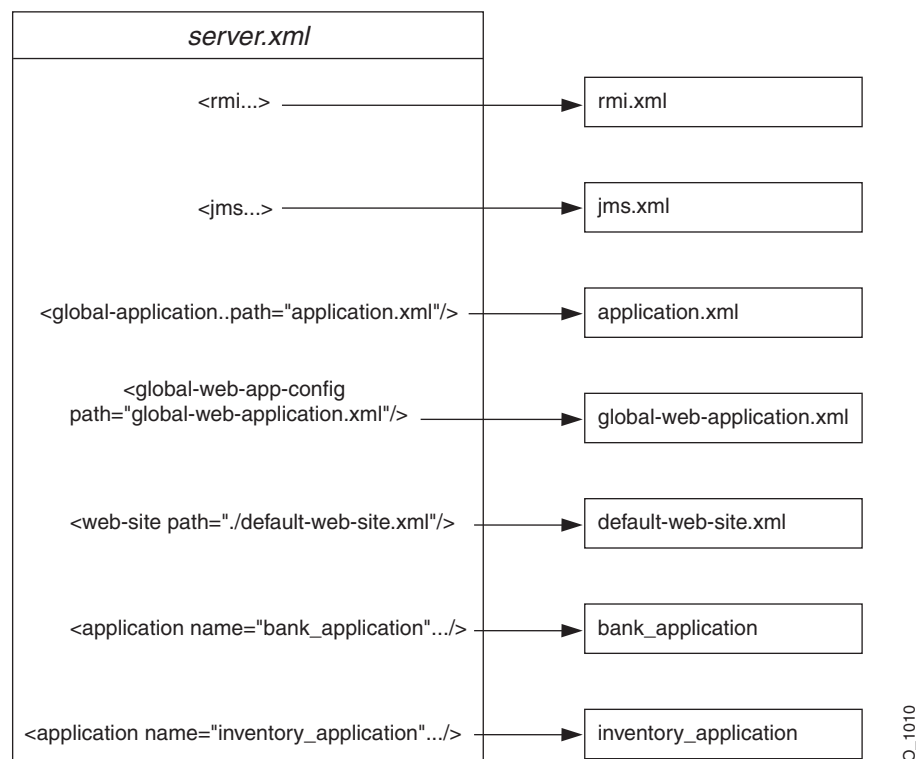 server.xml
<rmi...>
rmi.xml
<jms...>
jms.xml
<global-application..path="application.xml"/>
application.xml
<global-web-app-config
path="global-web-application.xml"/>
global-web-application.xml
<web-site path="./default-web-site.xml"/>
default-web-site.xml
<application name="bank_application".../>
bank_application
<application name="inventory_application".../>
inventory_application
O_1010